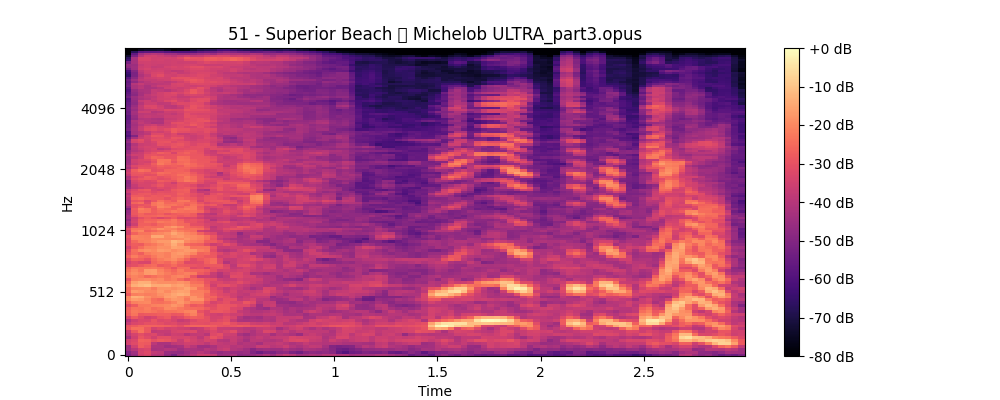 51 - Superior Beach  Michelob ULTRA_part3.opus
+0 dB
4096
-10 dB
-20 dB
2048
-30 dB
Hz
1024
-40 dB
-50 dB
512
-60 dB
-70 dB
0
-80 dB
0 0.5 1 1.5 2 2.5
Time